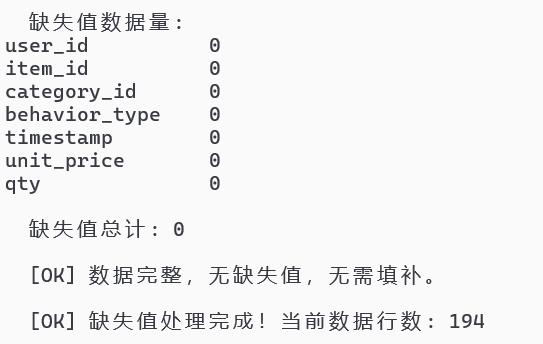 缺失值数据量：
user_id 0
item_id 0
category_id 0
behavior_type 0
timestamp 0
unit_price 0
qty 0
缺失值总计：0
[OK] 数据完整，无缺失值，无需填补。
[OK] 缺失值处理完成！当前数据行数：194